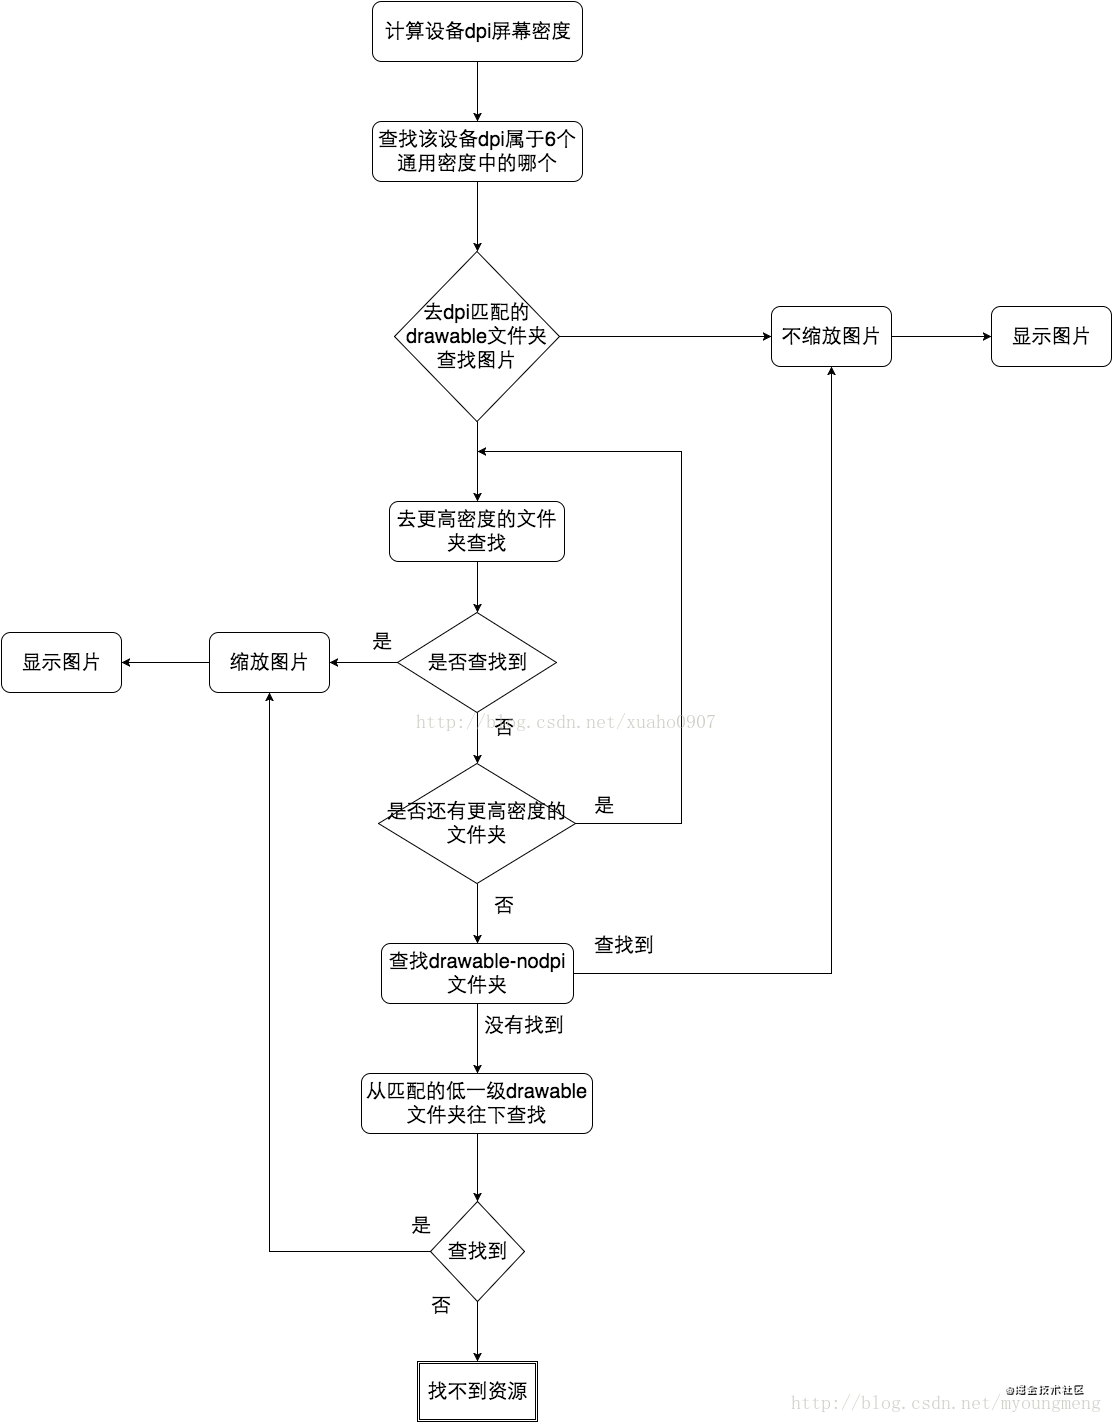 计算设备dpi屏幕密度
查找该设备dpi属于6个
通用密度中的哪个
去dpi匹配的
drawable文件夹
查找图片
不缩放图片
显示图片
去更高密度的文件
夹查找
是
是否查找到
缩放图片
显示图片
http://blog.csdn.net/xuaho0907
否
是否还有更高密度的
文件夹
是
否
查找drawable-nodpi
文件夹
查找到
没有找到
从匹配的低一级drawable
文件夹往下查找
是
查找到
否
找不到资源
@掘金技术社区
http://blog.csdn.net/myoungmeng